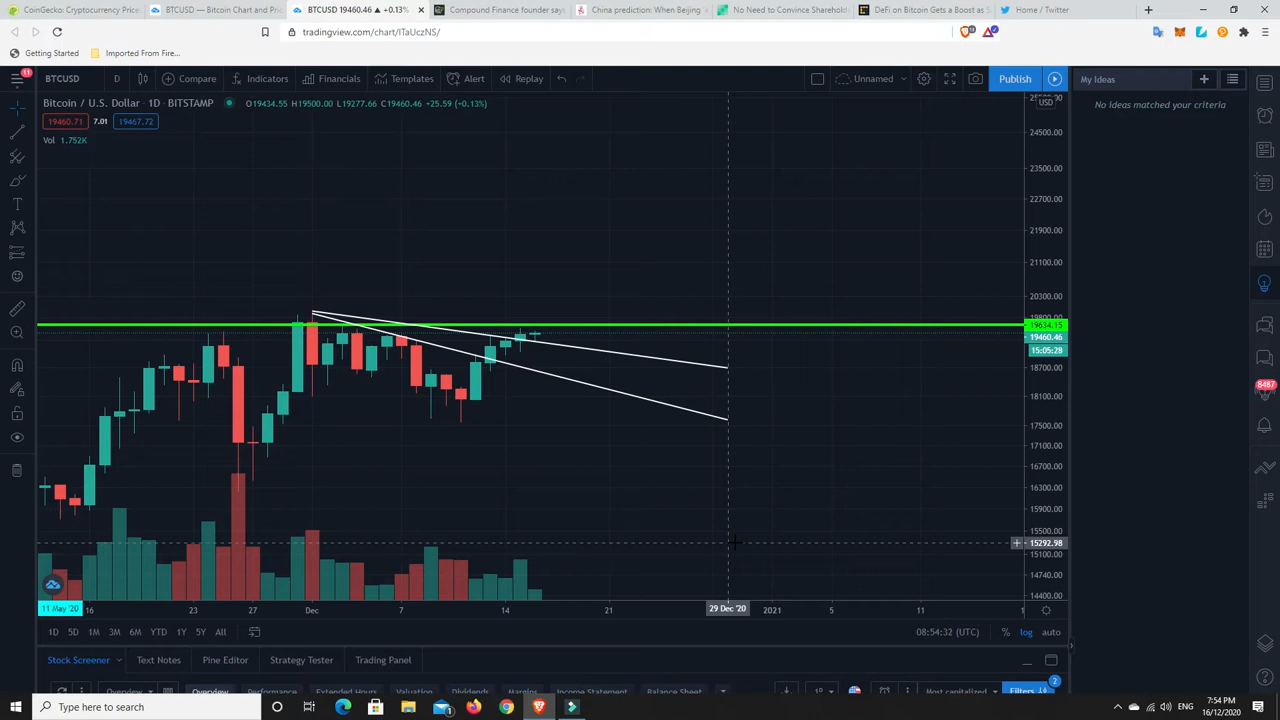 CoinGecko: Cryptocurrency Prices
BTCUSD — Bitcoin Chart and Pri
BTCUSD 19460.46 ▲ +0.13%
Compound Finance founder says
China prediction: When Beijing
No Need to Convince Sharehold
DeFi on Bitcoin Gets a Boost as S
Home / Twitter
tradingview.com/chart/ITaUczNS/
Getting Started
Imported From Fire...
11
BTCUSD
D
Compare
Indicators
Financials
Templates
Alert
Replay
Unnamed
Publish
My Ideas
Bitcoin / U.S. Dollar · 1D · BITSTAMP
O19434.55 H19500.00 L19277.66 C19460.46 +25.59 (+0.13%)
USD
No ideas matched your criteria
19460.71
7.01
19467.72
Vol 1.752K
24500.00
23500.00
22700.00
21900.00
21100.00
20300.00
19800.00
19634.15
19460.46
15:05:28
18700.00
18100.00
17500.00
17100.00
16700.00
16300.00
15900.00
15500.00
15292.98
15100.00
14740.00
14400.00
8487
11 May '20
16
23
27
Dec
7
14
21
29 Dec '20
2021
5
11
1D
5D
1M
3M
6M
YTD
1Y
5Y
All
08:54:32 (UTC)
%
log
auto
Stock Screener
Text Notes
Pine Editor
Strategy Tester
Trading Panel
Overview
Overview
Performance
Extended Hours
Valuation
Dividends
Margins
Income Statement
Balance Sheet
Most capitalized
Filters
2
Type here to search
ENG
7:54 PM
16/12/2020